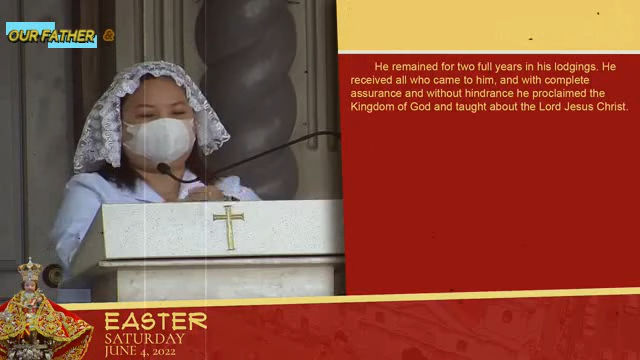 OUR FATHER &
He remained for two full years in his lodgings. He
received all who came to him, and with complete
assurance and without hindrance he proclaimed the
Kingdom of God and taught about the Lord Jesus Christ.
EASTER
SATURDAY
JUNE 4, 2022